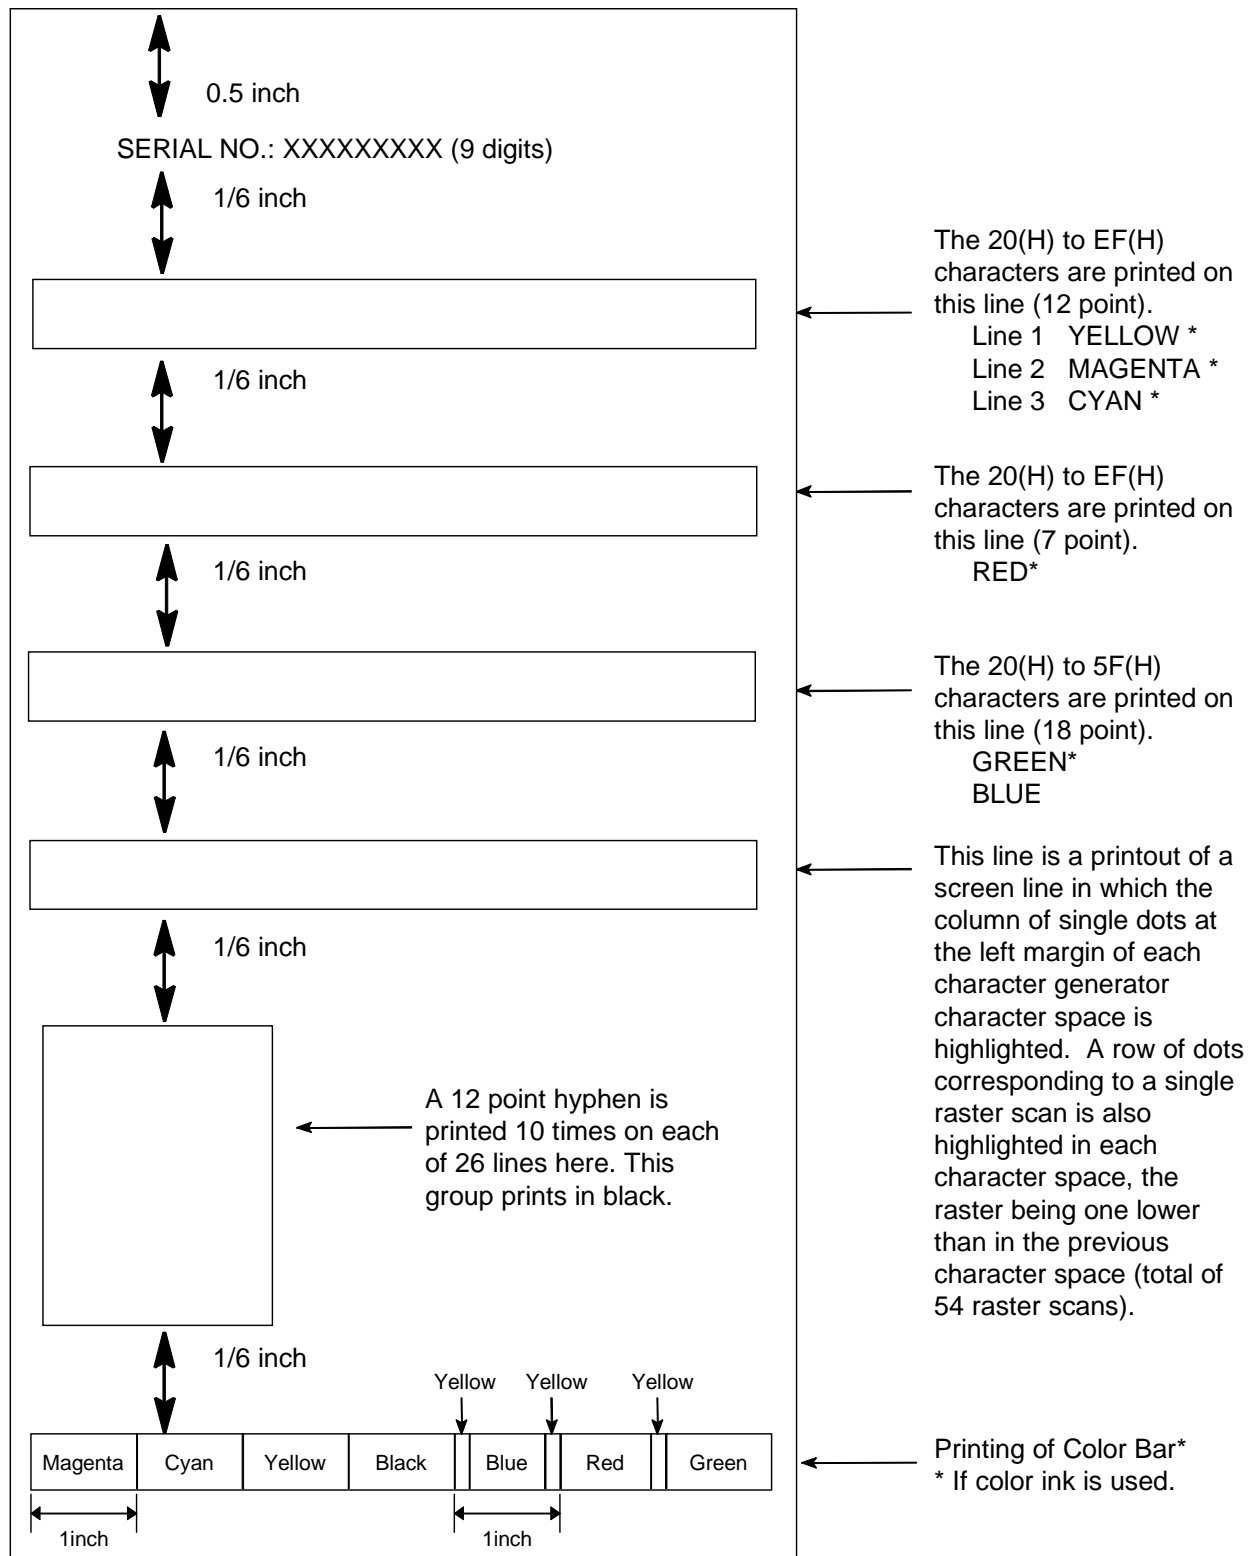 0.5 inch
SERIAL NO.: XXXXXXXXX (9 digits)
1/6 inch
The 20(H) to EF(H)
characters are printed on
this line (12 point).
Line 1 YELLOW *
Line 2 MAGENTA *
Line 3 CYAN *
1/6 inch
The 20(H) to EF(H)
characters are printed on
this line (7 point).
RED*
1/6 inch
The 20(H) to 5F(H)
characters are printed on
this line (18 point).
GREEN*
BLUE
1/6 inch
This line is a printout of a
screen line in which the
column of single dots at
the left margin of each
character generator
character space is
highlighted. A row of dots
corresponding to a single
raster scan is also
highlighted in each
character space, the
raster being one lower
than in the previous
character space (total of
54 raster scans).
1/6 inch
A 12 point hyphen is
printed 10 times on each
of 26 lines here. This
group prints in black.
1/6 inch
Yellow Yellow Yellow
Magenta Cyan Yellow Black Blue Red Green
Printing of Color Bar*
* If color ink is used.
1inch 1inch